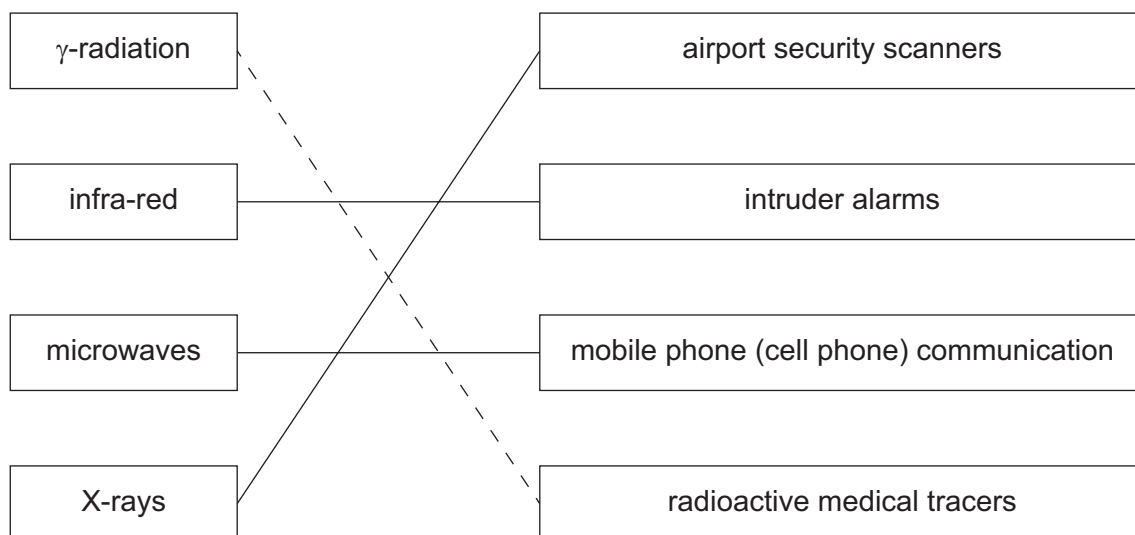 γ-radiation
airport security scanners
infra-red
intruder alarms
microwaves
mobile phone (cell phone) communication
X-rays
radioactive medical tracers